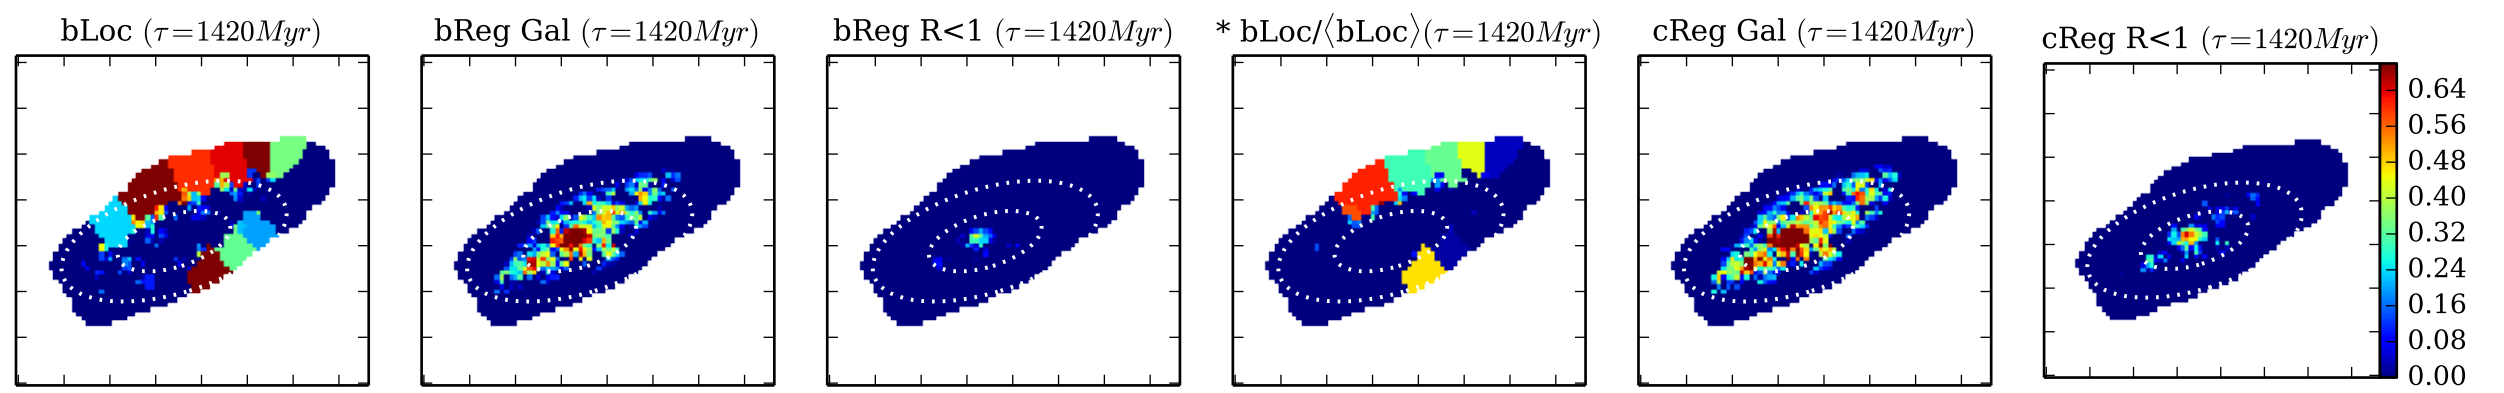 bLoc (τ=1420Myr)
bReg Gal (τ=1420Myr)
bReg R<1 (τ=1420Myr)
* bLoc/⟨bLoc⟩(τ=1420Myr)
cReg Gal (τ=1420Myr)
cReg R<1 (τ=1420Myr)
0.64
0.56
0.48
0.40
0.32
0.24
0.16
0.08
0.00